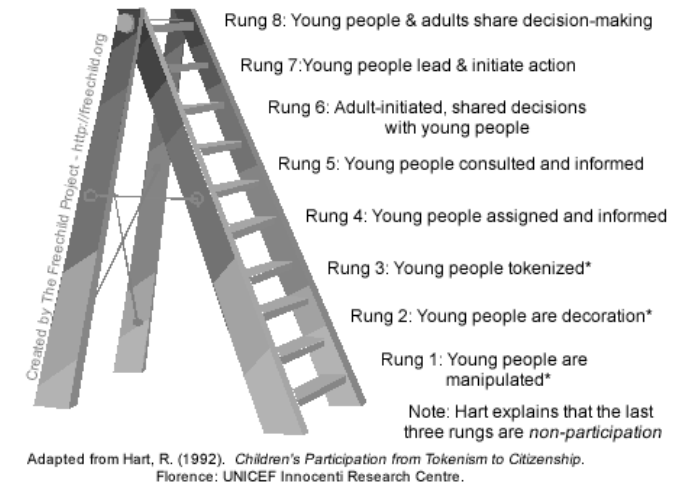 Rung 8: Young people & adults share decision-making
Rung 7:Young people lead & initiate action
Rung 6: Adult-initiated, shared decisions
with young people
Rung 5: Young people consulted and informed
Rung 4: Young people assigned and informed
Rung 3: Young people tokenized*
Rung 2: Young people are decoration*
Rung 1: Young people are
manipulated*
Note: Hart explains that the last
three rungs are non-participation
Created by The Freechild Project - http://freechild.org
Adapted from Hart, R. (1992). Children's Participation from Tokenism to Citizenship.
Florence: UNICEF Innocenti Research Centre.